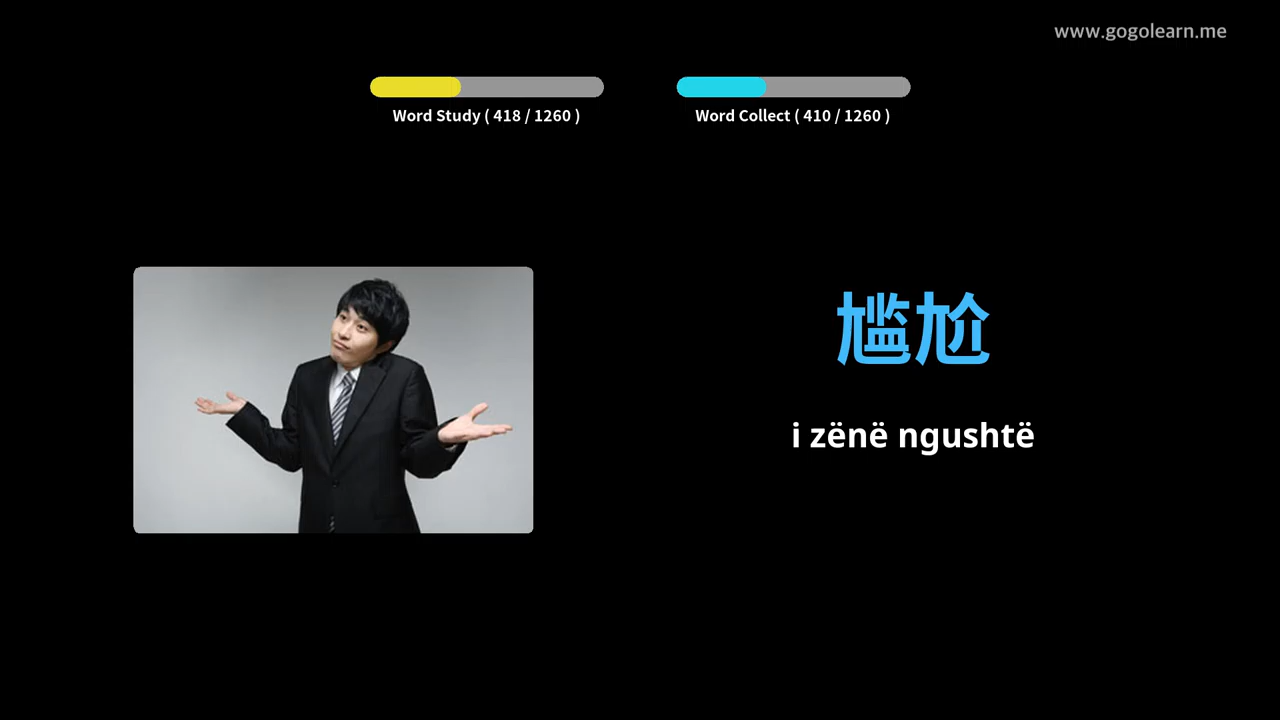 www.gogolearn.me
Word Study ( 418 / 1260 )
Word Collect ( 410 / 1260 )
尴尬
i zënë ngushtë